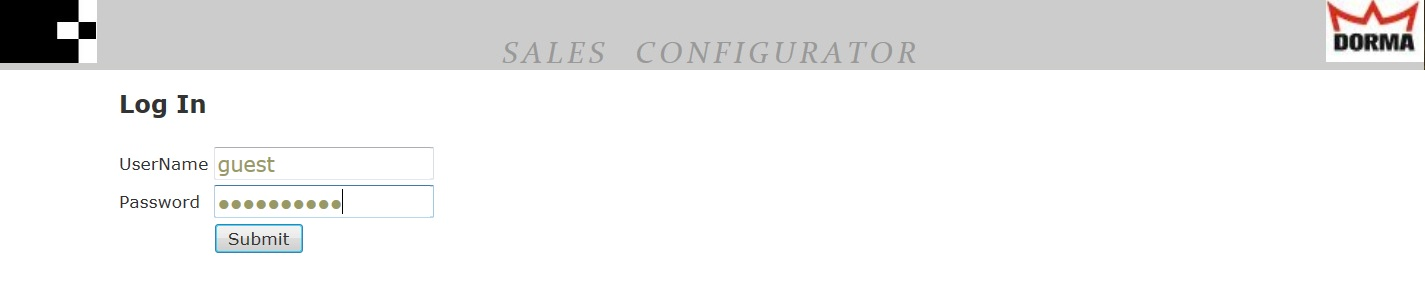 SALES CONFIGURATOR
DORMA
Log In
UserName guest
Password ●●●●●●●●●●
Submit